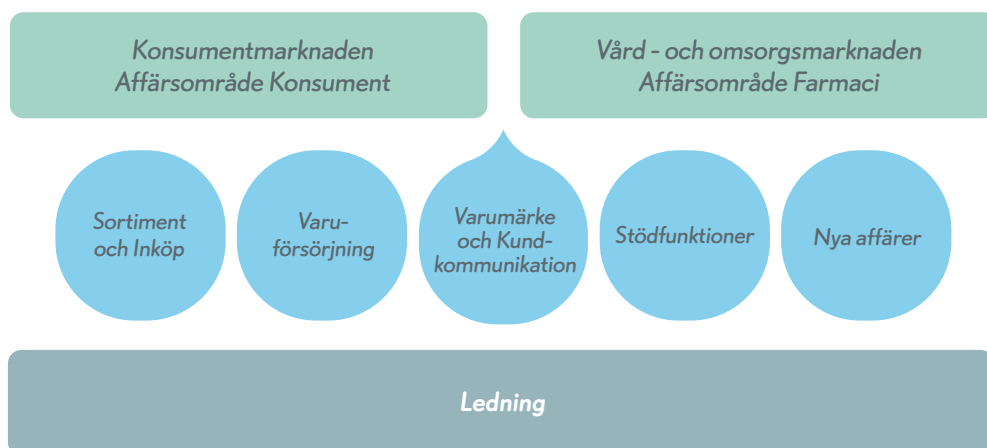 Konsumentmarknaden
Affärsområde Konsument
Vård - och omsorgsmarknaden
Affärsområde Farmaci
Sortiment
och Inköp
Varu-
försörjning
Varumärke
och Kund-
kommunikation
Stödfunktioner
Nya affärer
Ledning